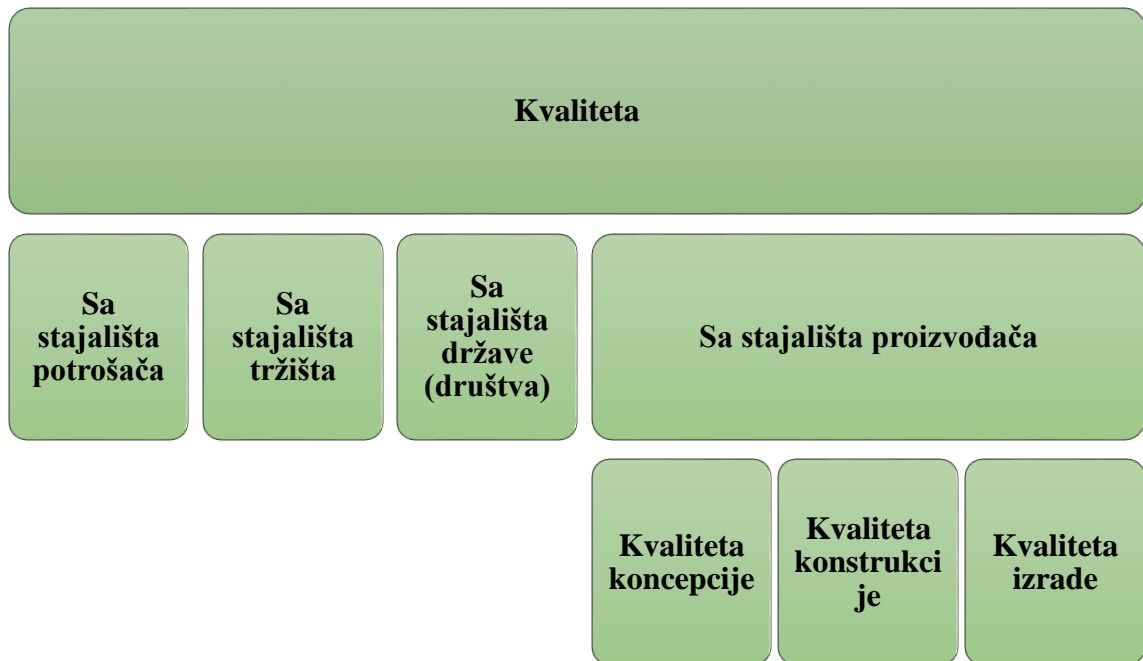 Kvaliteta
Sa
stajališta
potrošača
Sa
stajališta
tržišta
Sa
stajališta
države
(društva)
Sa stajališta proizvođača
Kvaliteta
koncepcije
Kvaliteta
konstrukci
je
Kvaliteta
izrade